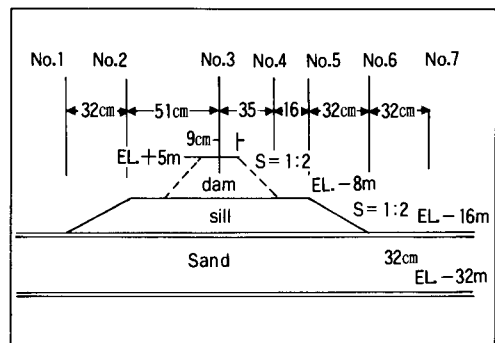 No.1 No.2 No.3 No.4 No.5 No.6 No.7
32cm 51cm 35 16 32cm 32cm
9cm
EL.+5m S=1:2
dam EL.-8m
sill S=1:2 EL.-16m
Sand 32cm
EL.-32m